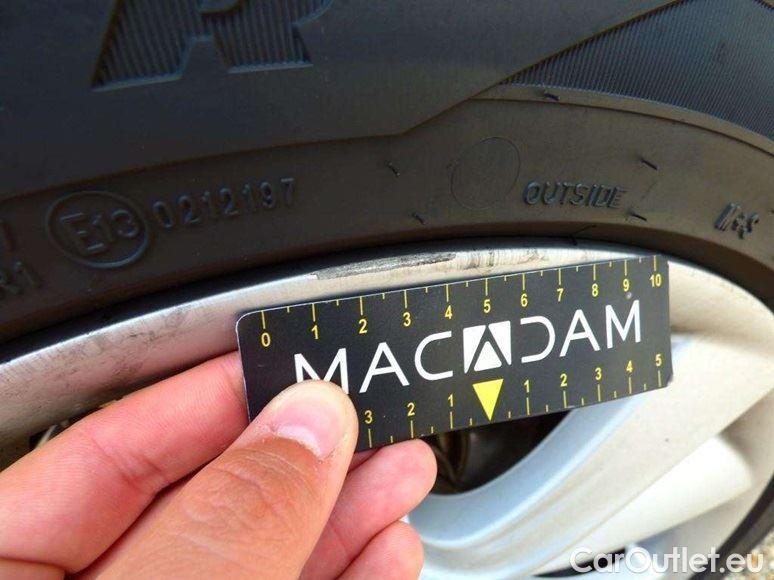 R
E13 0212197
OUTSIDE
M+S
R1
0 1 2 3 4 5 6 7 8 9 10
MACADAM
3 2 1 1 2 3 4 5
CarOutlet.eu